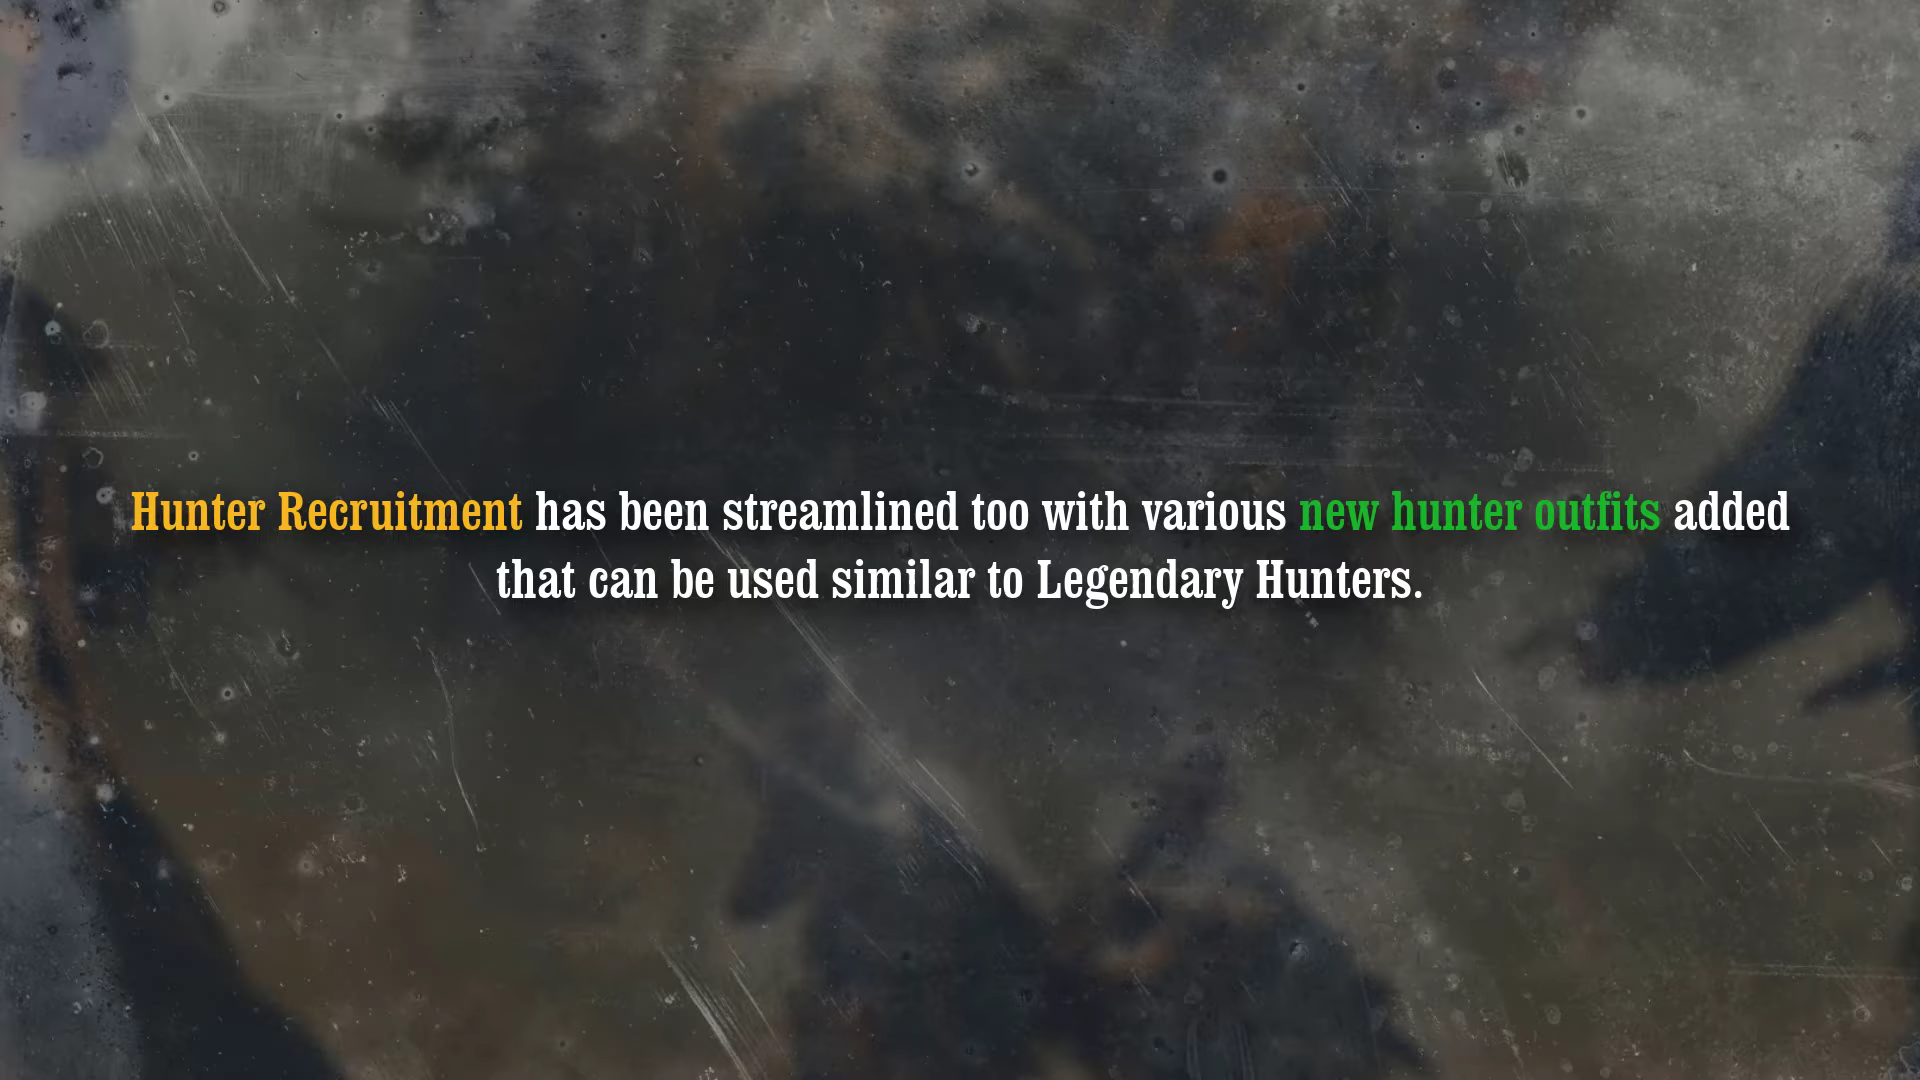 Hunter Recruitment has been streamlined too with various new hunter outfits added
that can be used similar to Legendary Hunters.